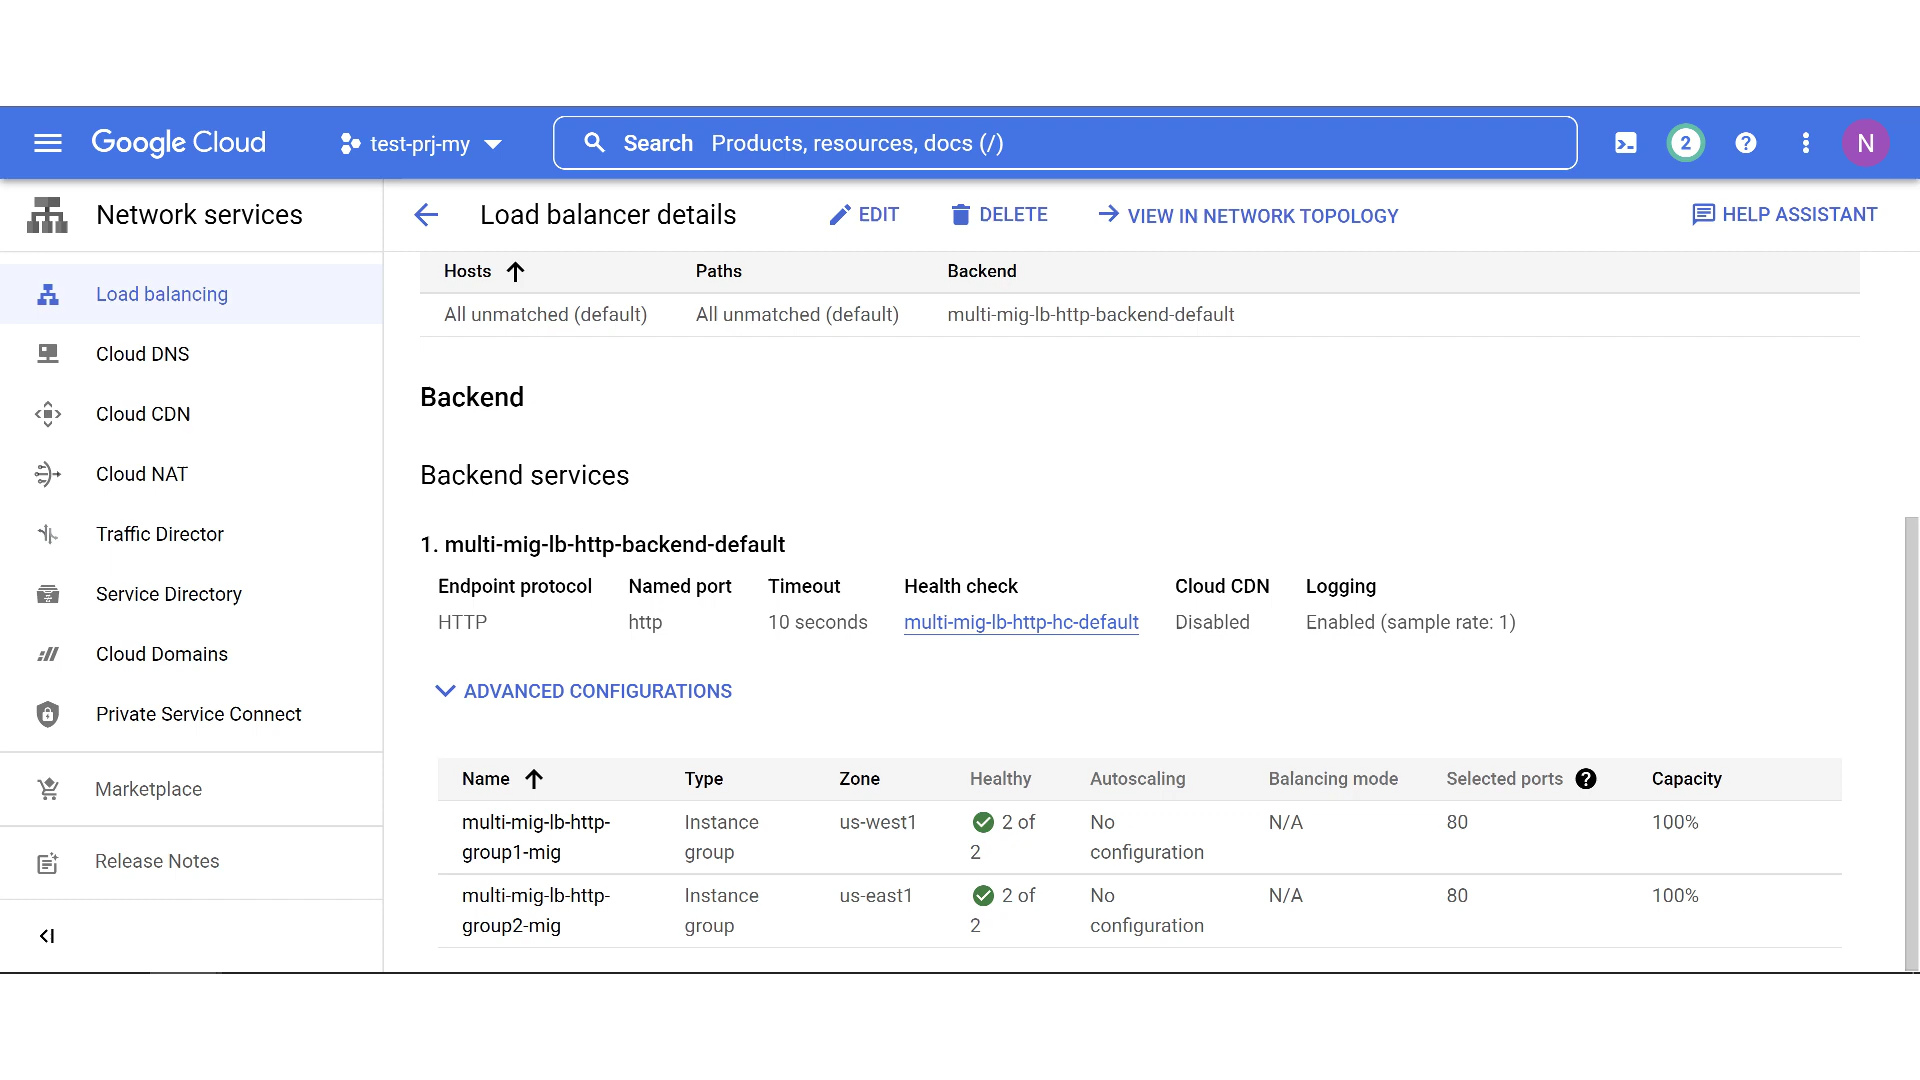 Google Cloud
test-prj-my
Search Products, resources, docs (/)
2
N
Network services
Load balancer details
EDIT
DELETE
VIEW IN NETWORK TOPOLOGY
HELP ASSISTANT
Load balancing
Cloud DNS
Cloud CDN
Cloud NAT
Traffic Director
Service Directory
Cloud Domains
Private Service Connect
Marketplace
Release Notes
Hosts Paths Backend
All unmatched (default) All unmatched (default) multi-mig-lb-http-backend-default
Backend
Backend services
1. multi-mig-lb-http-backend-default
Endpoint protocol Named port Timeout Health check Cloud CDN Logging
HTTP http 10 seconds multi-mig-lb-http-hc-default Disabled Enabled (sample rate: 1)
ADVANCED CONFIGURATIONS
Name Type Zone Healthy Autoscaling Balancing mode Selected ports ? Capacity
multi-mig-lb-http- Instance us-west1 2 of No N/A 80 100%
group1-mig group 2 configuration
multi-mig-lb-http- Instance us-east1 2 of No N/A 80 100%
group2-mig group 2 configuration